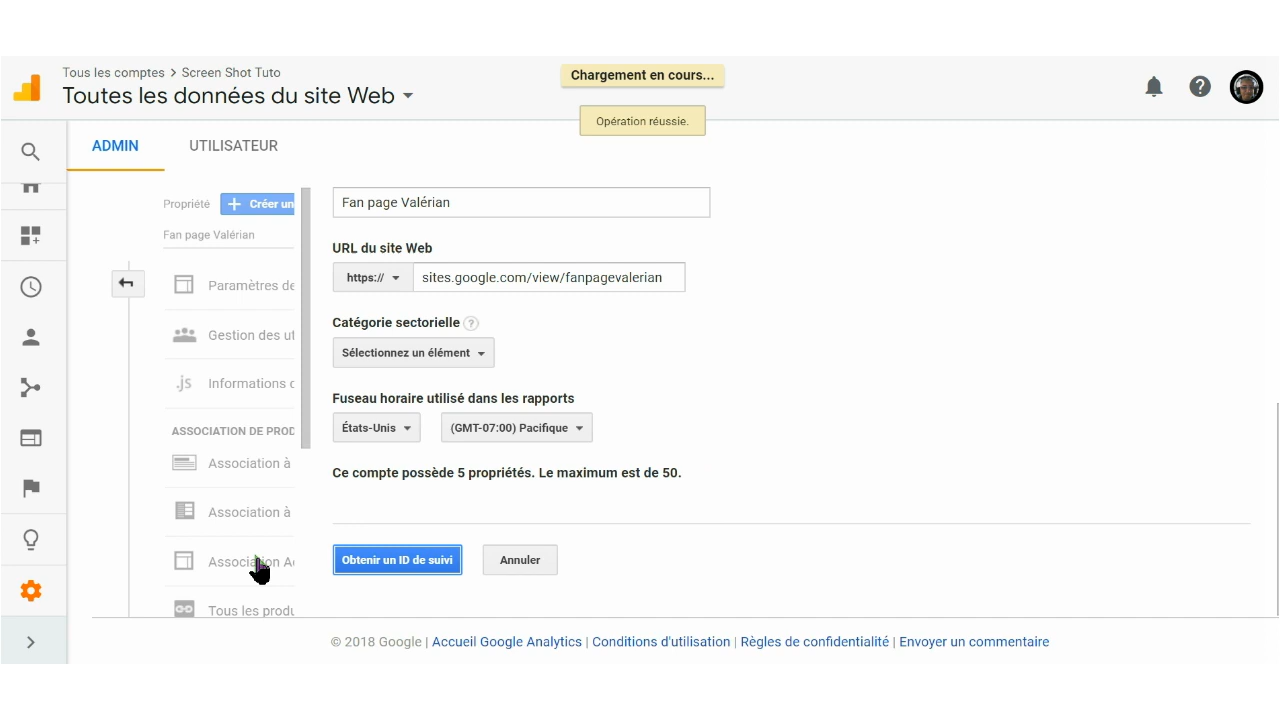 Tous les comptes > Screen Shot Tuto
Toutes les données du site Web
Chargement en cours...
Opération réussie.
ADMIN
UTILISATEUR
Propriété
+ Créer un
Fan page Valérian
Paramètres de
Gestion des ut
.js Informations
ASSOCIATION DE PROD
Association à
Association à
Association
Tous les produ
Fan page Valérian
URL du site Web
https://
sites.google.com/view/fanpagevalerian
Catégorie sectorielle ?
Sélectionnez un élément
Fuseau horaire utilisé dans les rapports
États-Unis
(GMT-07:00) Pacifique
Ce compte possède 5 propriétés. Le maximum est de 50.
Obtenir un ID de suivi
Annuler
© 2018 Google | Accueil Google Analytics | Conditions d'utilisation | Règles de confidentialité | Envoyer un commentaire